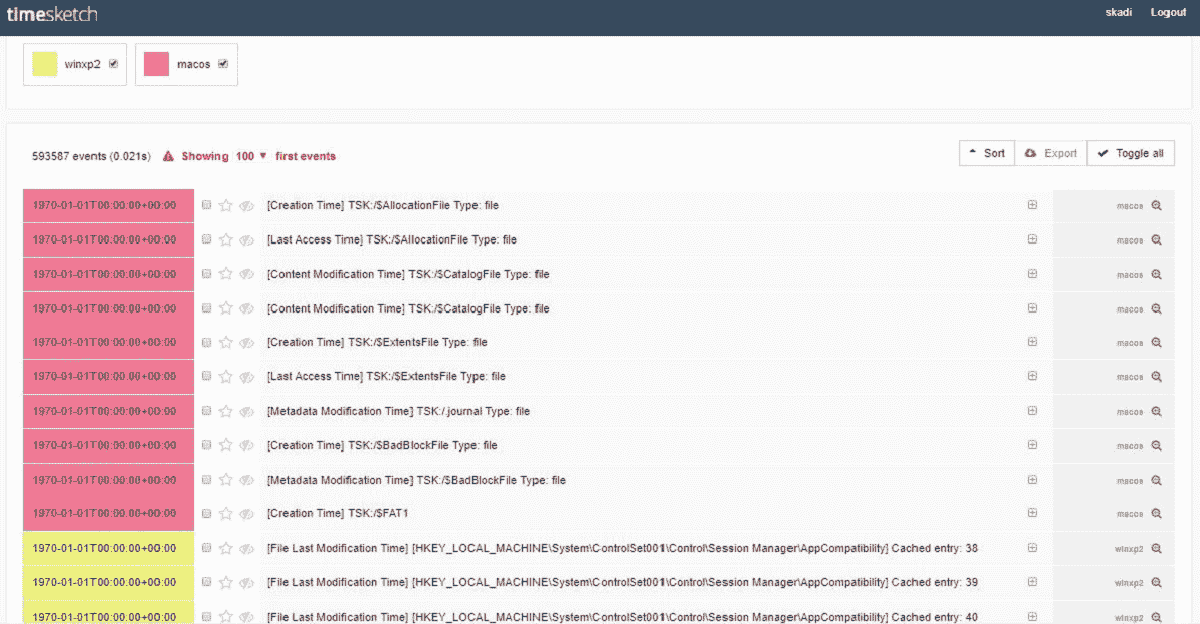 timesketch skadi Logout
winxp2 macos
593587 events (0.021s) Showing 100 first events Sort Export Toggle all
1970-01-01T00:00:00+00:00 [Creation Time] TSK:/$AllocationFile Type: file macos
1970-01-01T00:00:00+00:00 [Last Access Time] TSK:/$AllocationFile Type: file macos
1970-01-01T00:00:00+00:00 [Content Modification Time] TSK:/$CatalogFile Type: file macos
1970-01-01T00:00:00+00:00 [Content Modification Time] TSK:/$CatalogFile Type: file macos
1970-01-01T00:00:00+00:00 [Creation Time] TSK:/$ExtentsFile Type: file macos
1970-01-01T00:00:00+00:00 [Last Access Time] TSK:/$ExtentsFile Type: file macos
1970-01-01T00:00:00+00:00 [Metadata Modification Time] TSK:/.journal Type: file macos
1970-01-01T00:00:00+00:00 [Creation Time] TSK:/$BadBlockFile Type: file macos
1970-01-01T00:00:00+00:00 [Metadata Modification Time] TSK:/$BadBlockFile Type: file macos
1970-01-01T00:00:00+00:00 [Creation Time] TSK:/$FAT1 macos
1970-01-01T00:00:00+00:00 [File Last Modification Time] [HKEY_LOCAL_MACHINE\System\ControlSet001\Control\Session Manager\AppCompatibility] Cached entry: 38 winxp2
1970-01-01T00:00:00+00:00 [File Last Modification Time] [HKEY_LOCAL_MACHINE\System\ControlSet001\Control\Session Manager\AppCompatibility] Cached entry: 39 winxp2
1970-01-01T00:00:00+00:00 [File Last Modification Time] [HKEY_LOCAL_MACHINE\System\ControlSet001\Control\Session Manager\AppCompatibility] Cached entry: 40 winxp2